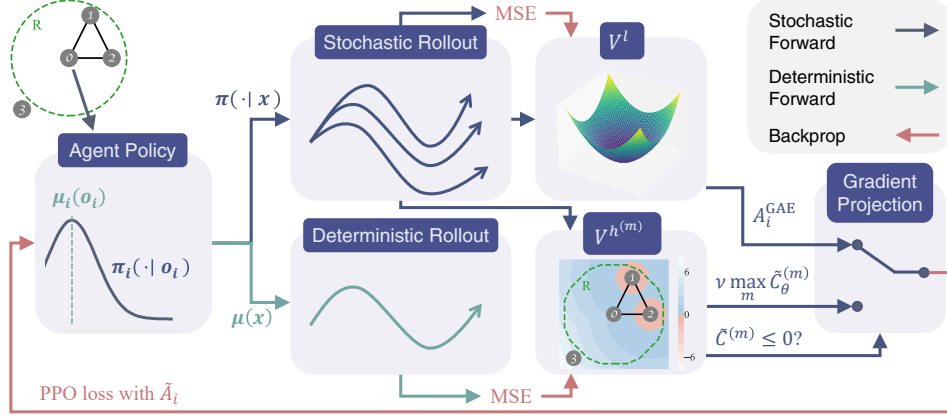 R
1
0
2
3
Agent Policy
μ_i(o_i)
π_i(· | o_i)
π(· | x)
μ(x)
Stochastic Rollout
MSE
V^l
Deterministic Rollout
MSE
V^{h^{(m)}}
R
1
0
2
3
6
0
−6
A_i^{GAE}
ν max_m C̃_θ^{(m)}
C̃^{(m)} ≤ 0?
Gradient
Projection
Stochastic
Forward
Deterministic
Forward
Backprop
PPO loss with Ã_i